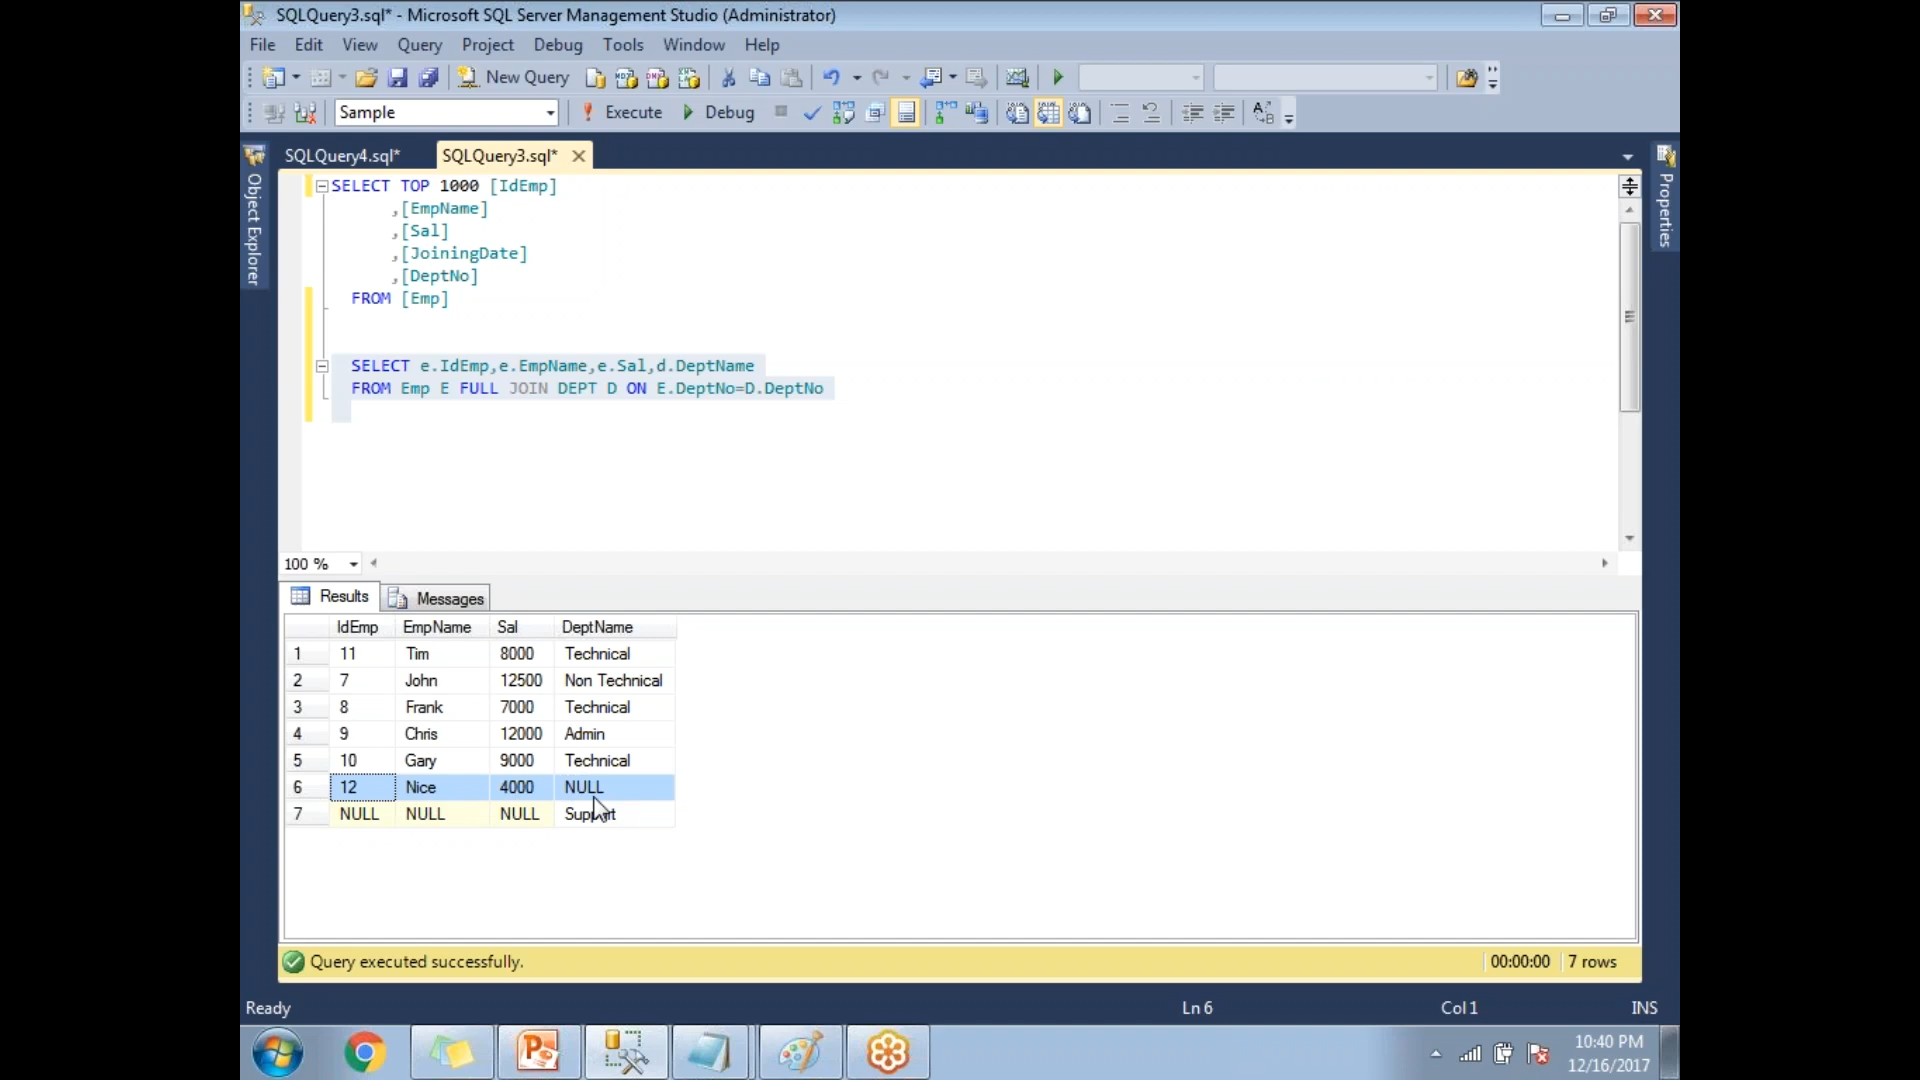 SQLQuery3.sql* - Microsoft SQL Server Management Studio (Administrator)
File Edit View Query Project Debug Tools Window Help
New Query
Sample Execute Debug
SQLQuery4.sql* SQLQuery3.sql*
Object Explorer
Properties
SELECT TOP 1000 [IdEmp]
,[EmpName]
,[Sal]
,[JoiningDate]
,[DeptNo]
FROM [Emp]
SELECT e.IdEmp,e.EmpName,e.Sal,d.DeptName
FROM Emp E FULL JOIN DEPT D ON E.DeptNo=D.DeptNo
100 %
Results Messages
IdEmp EmpName Sal DeptName
1 11 Tim 8000 Technical
2 7 John 12500 Non Technical
3 8 Frank 7000 Technical
4 9 Chris 12000 Admin
5 10 Gary 9000 Technical
6 12 Nice 4000 NULL
7 NULL NULL NULL Support
Query executed successfully. 00:00:00 7 rows
Ready Ln 6 Col 1 INS
10:40 PM
12/16/2017